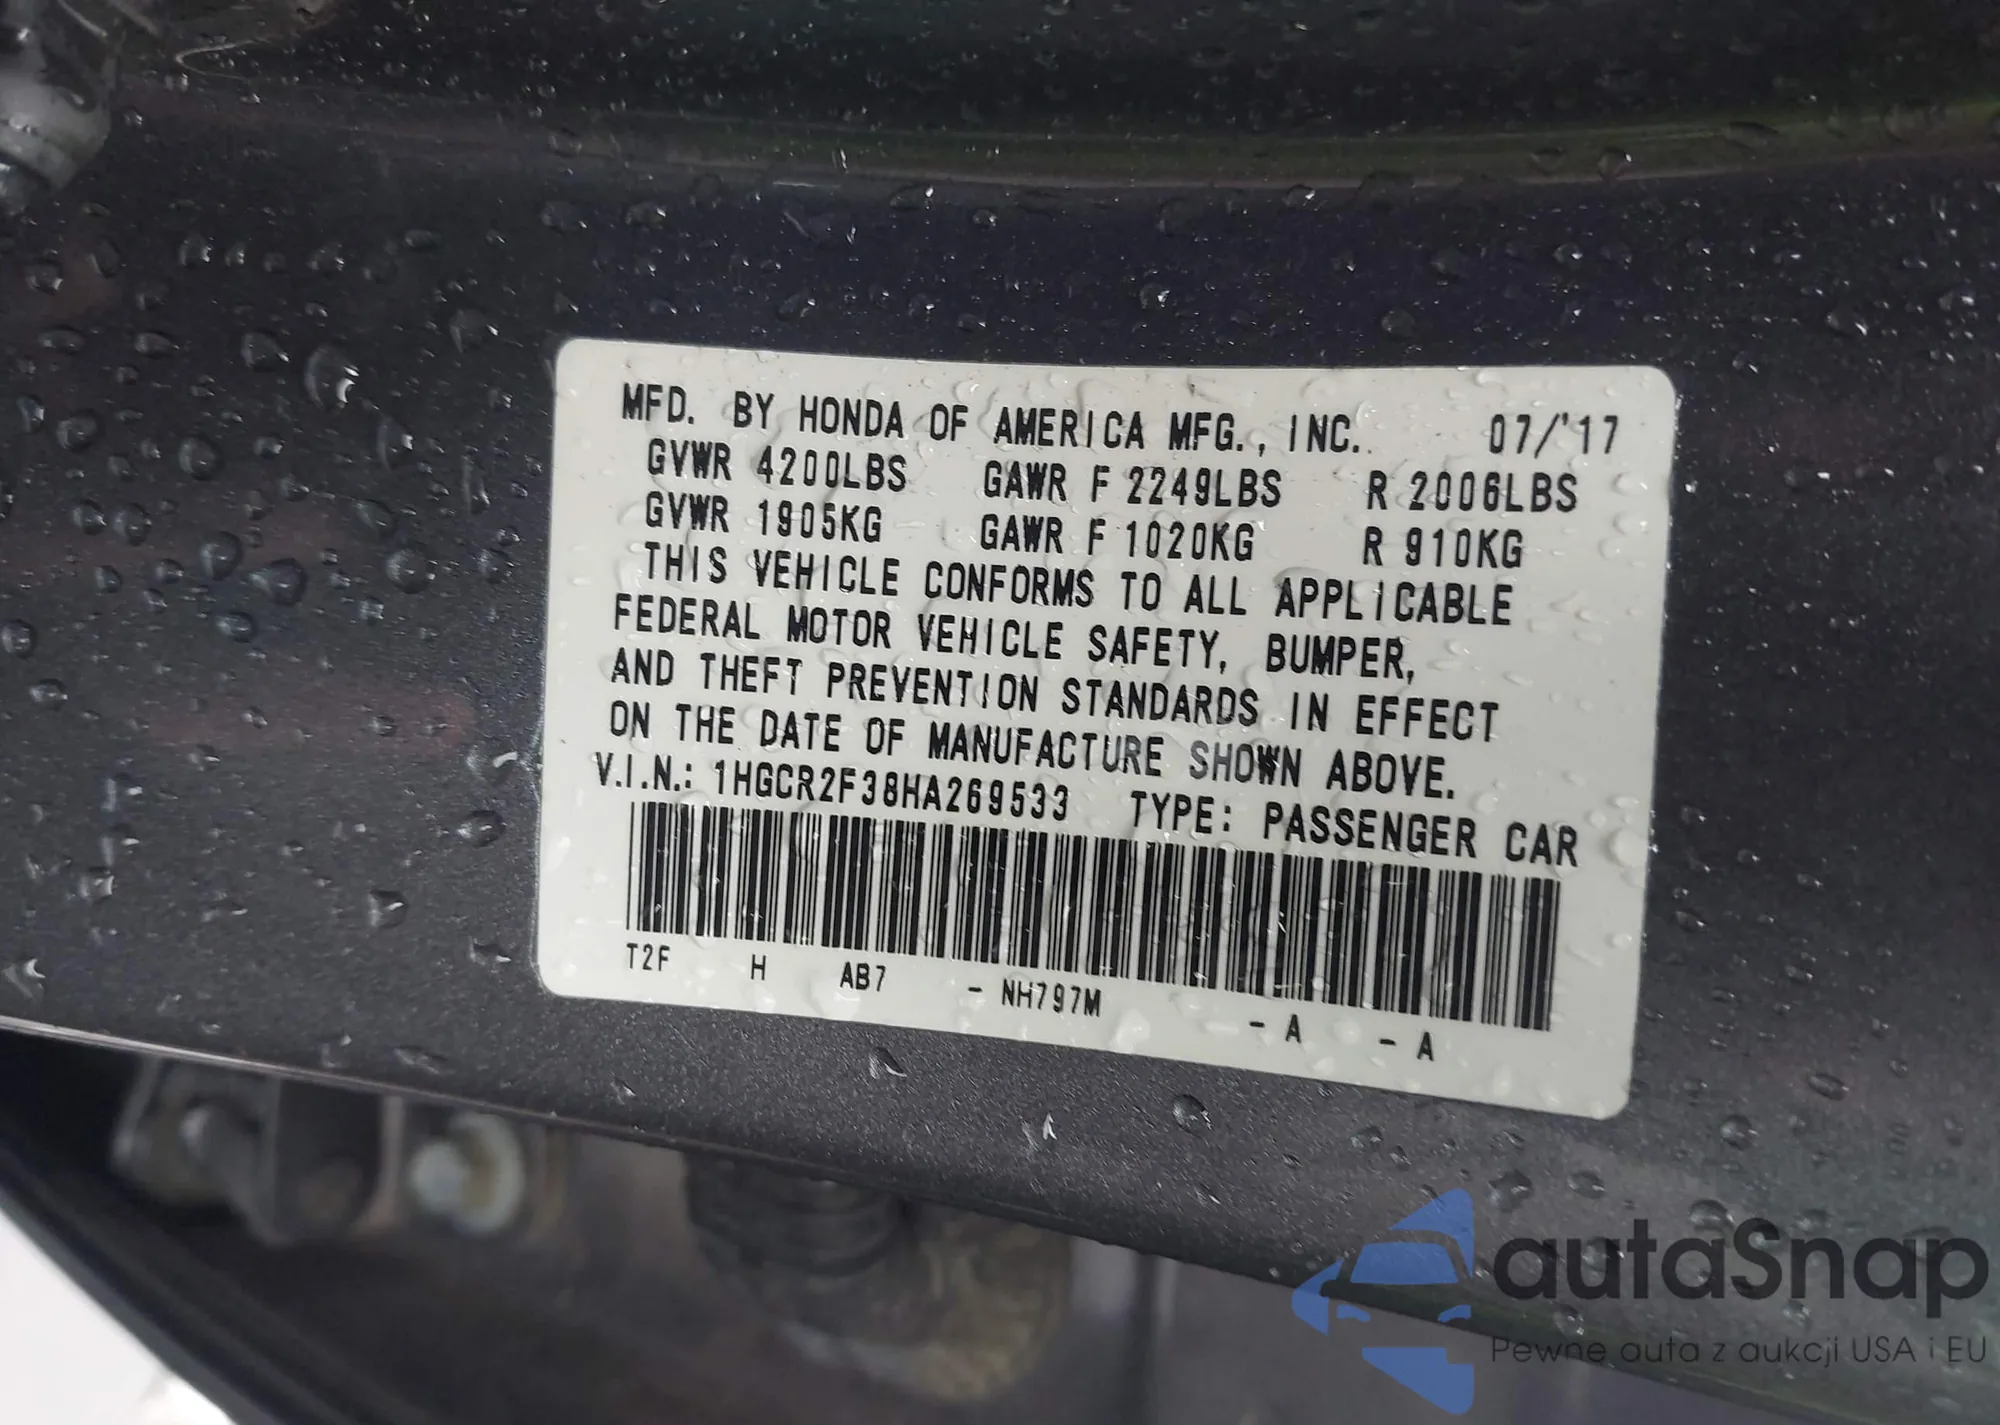 MFD. BY HONDA OF AMERICA MFG., INC. 07/'17
GVWR 4200LBS GAWR F 2249LBS R 2006LBS
GVWR 1905KG GAWR F 1020KG R 910KG
THIS VEHICLE CONFORMS TO ALL APPLICABLE
FEDERAL MOTOR VEHICLE SAFETY, BUMPER,
AND THEFT PREVENTION STANDARDS IN EFFECT
ON THE DATE OF MANUFACTURE SHOWN ABOVE.
V.I.N.: 1HGCR2F38HA269533 TYPE: PASSENGER CAR
T2F H AB7 - NH797M - A - A
autaSnap
Pewne auta z aukcji USA i EU